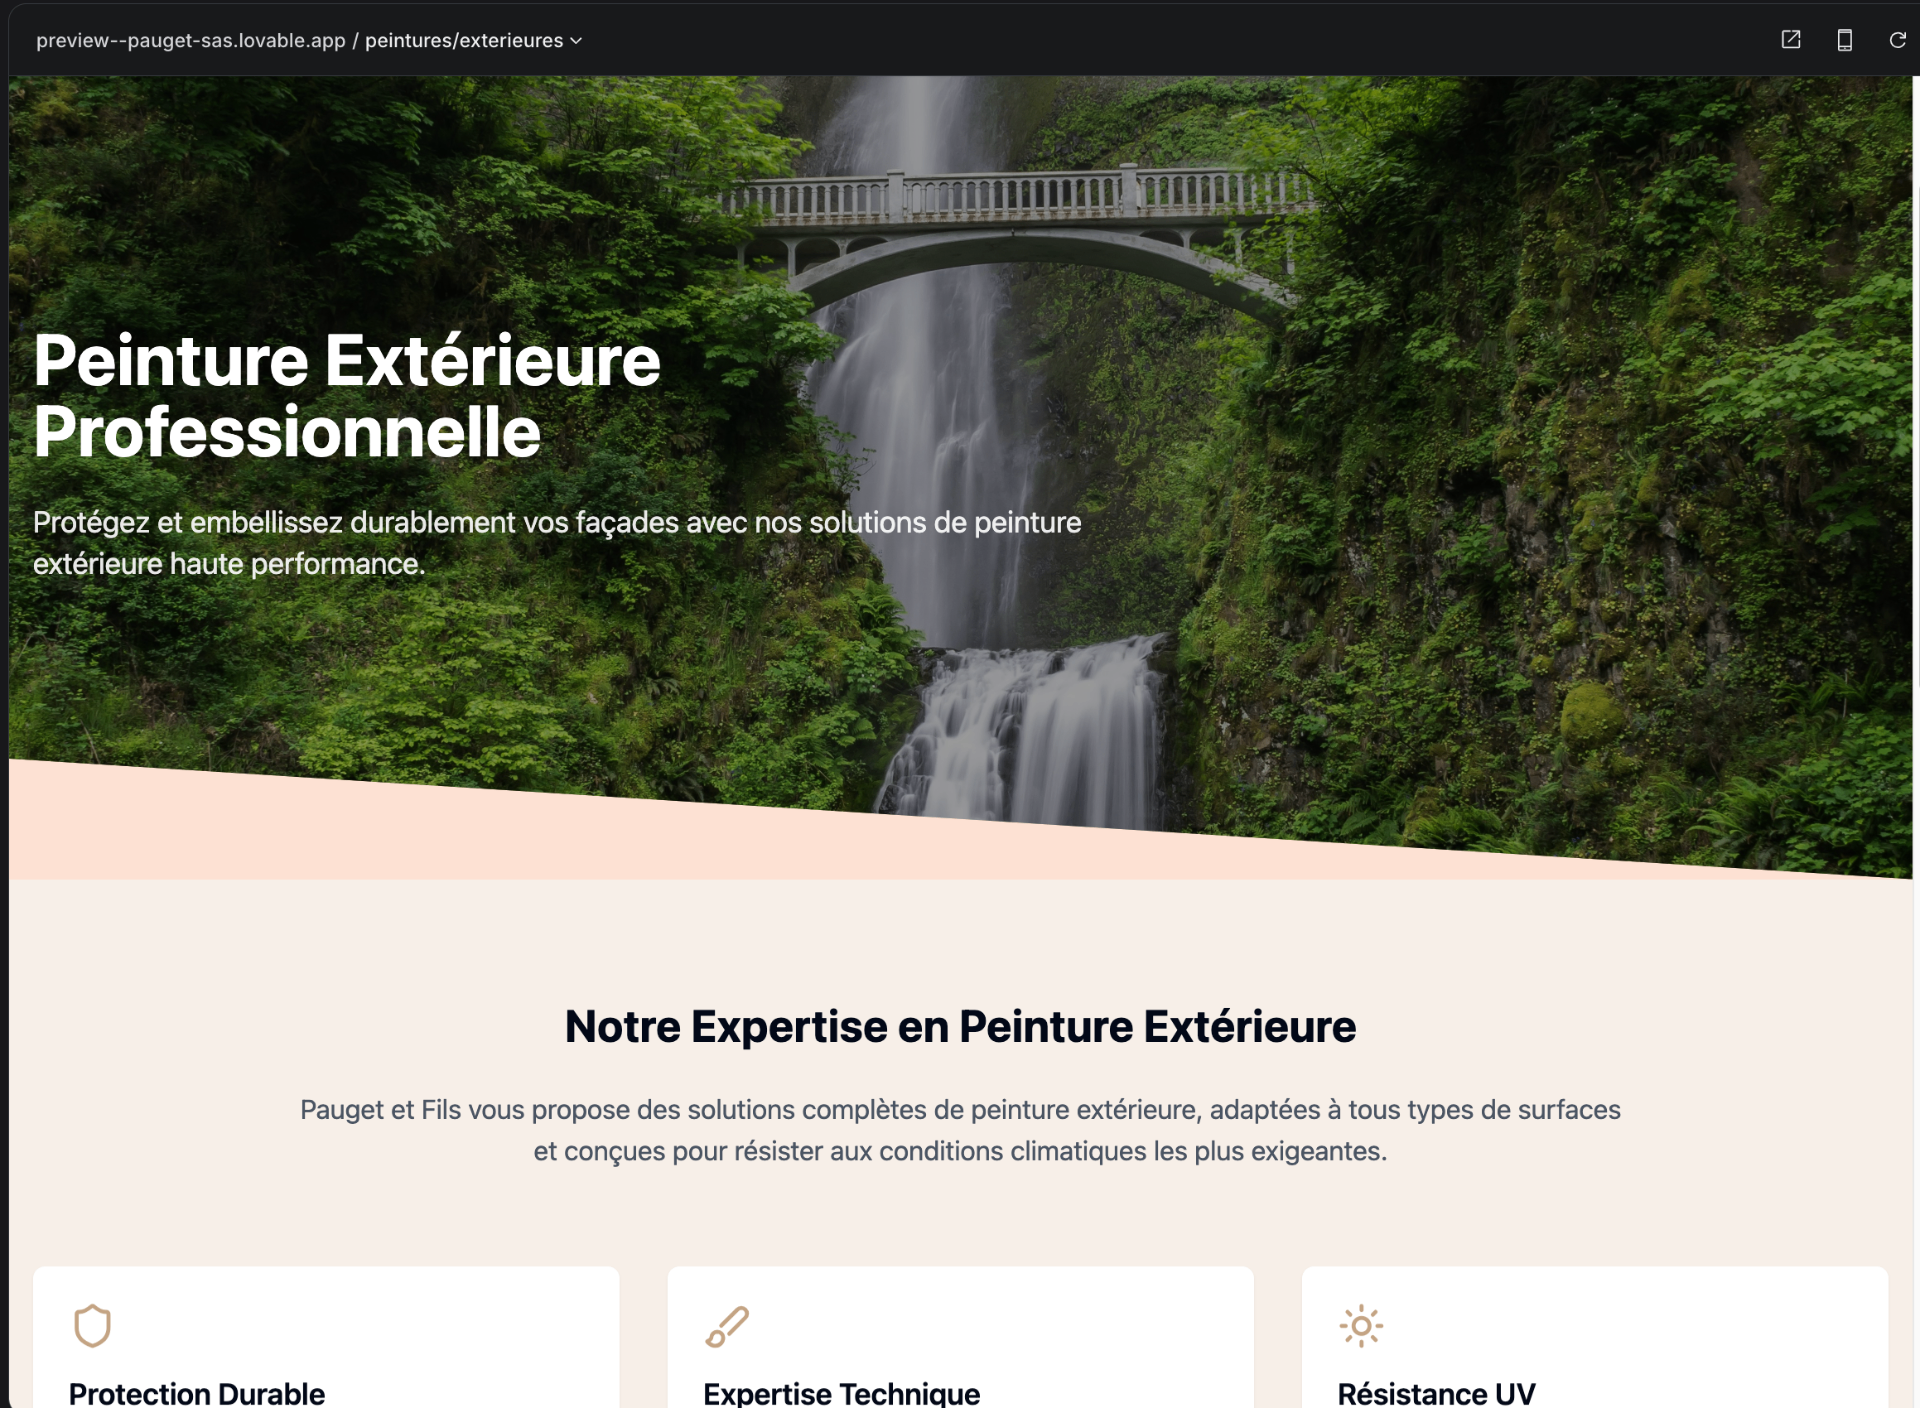 preview--pauget-sas.lovable.app / peintures/exterieures
Peinture Extérieure
Professionnelle
Protégez et embellissez durablement vos façades avec nos solutions de peinture
extérieure haute performance.
Notre Expertise en Peinture Extérieure
Pauget et Fils vous propose des solutions complètes de peinture extérieure, adaptées à tous types de surfaces
et conçues pour résister aux conditions climatiques les plus exigeantes.
Protection Durable
Expertise Technique
Résistance UV